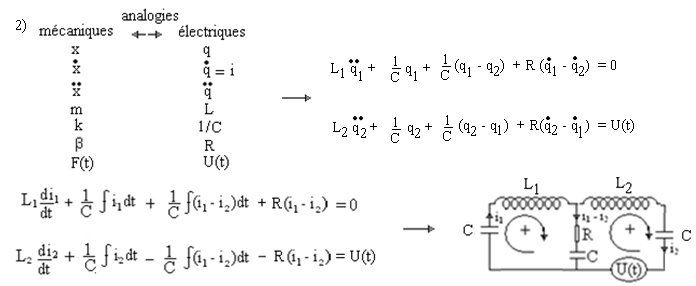 2)
analogies
mécaniques ↔ électriques
x q
ẋ q̇ = i
ẍ q̈
m L
k 1/C
β R
F(t) U(t)
→
L₁ q̈₁ + 1/C q₁ + 1/C (q₁ - q₂) + R (q̇₁ - q̇₂) = 0
L₂ q̈₂ + 1/C q₂ + 1/C (q₂ - q₁) + R(q̇₂ - q̇₁) = U(t)
L₁ di₁/dt + 1/C ∫ i₁dt + 1/C ∫(i₁ - i₂)dt + R(i₁ - i₂) = 0
L₂ di₂/dt + 1/C ∫ i₂dt - 1/C ∫(i₁ - i₂)dt - R(i₁ - i₂) = U(t)
→
L₁ L₂
i₁ i₁ - i₂
C + R + C
C i₂
U(t)